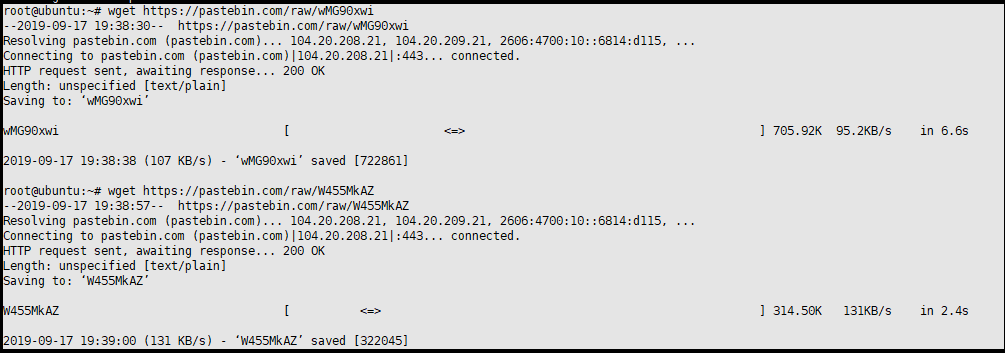 root@ubuntu:~# wget https://pastebin.com/raw/wMG90xwi
--2019-09-17 19:38:30--  https://pastebin.com/raw/wMG90xwi
Resolving pastebin.com (pastebin.com)... 104.20.208.21, 104.20.209.21, 2606:4700:10::6814:d115, ...
Connecting to pastebin.com (pastebin.com)|104.20.208.21|:443... connected.
HTTP request sent, awaiting response... 200 OK
Length: unspecified [text/plain]
Saving to: ‘wMG90xwi’
wMG90xwi                                [                      <=>                                          ] 705.92K  95.2KB/s    in 6.6s
2019-09-17 19:38:38 (107 KB/s) - ‘wMG90xwi’ saved [722861]
root@ubuntu:~# wget https://pastebin.com/raw/W455MkAZ
--2019-09-17 19:38:57--  https://pastebin.com/raw/W455MkAZ
Resolving pastebin.com (pastebin.com)... 104.20.208.21, 104.20.209.21, 2606:4700:10::6814:d115, ...
Connecting to pastebin.com (pastebin.com)|104.20.208.21|:443... connected.
HTTP request sent, awaiting response... 200 OK
Length: unspecified [text/plain]
Saving to: ‘W455MkAZ’
W455MkAZ                                [          <=>                                                      ] 314.50K   131KB/s    in 2.4s
2019-09-17 19:39:00 (131 KB/s) - ‘W455MkAZ’ saved [322045]